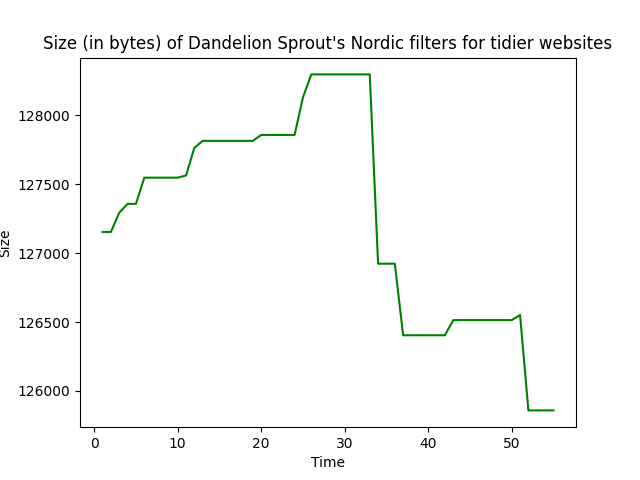 Size (in bytes) of Dandelion Sprout's Nordic filters for tidier websites
128000
127500
127000
126500
126000
Size
0 10 20 30 40 50
Time